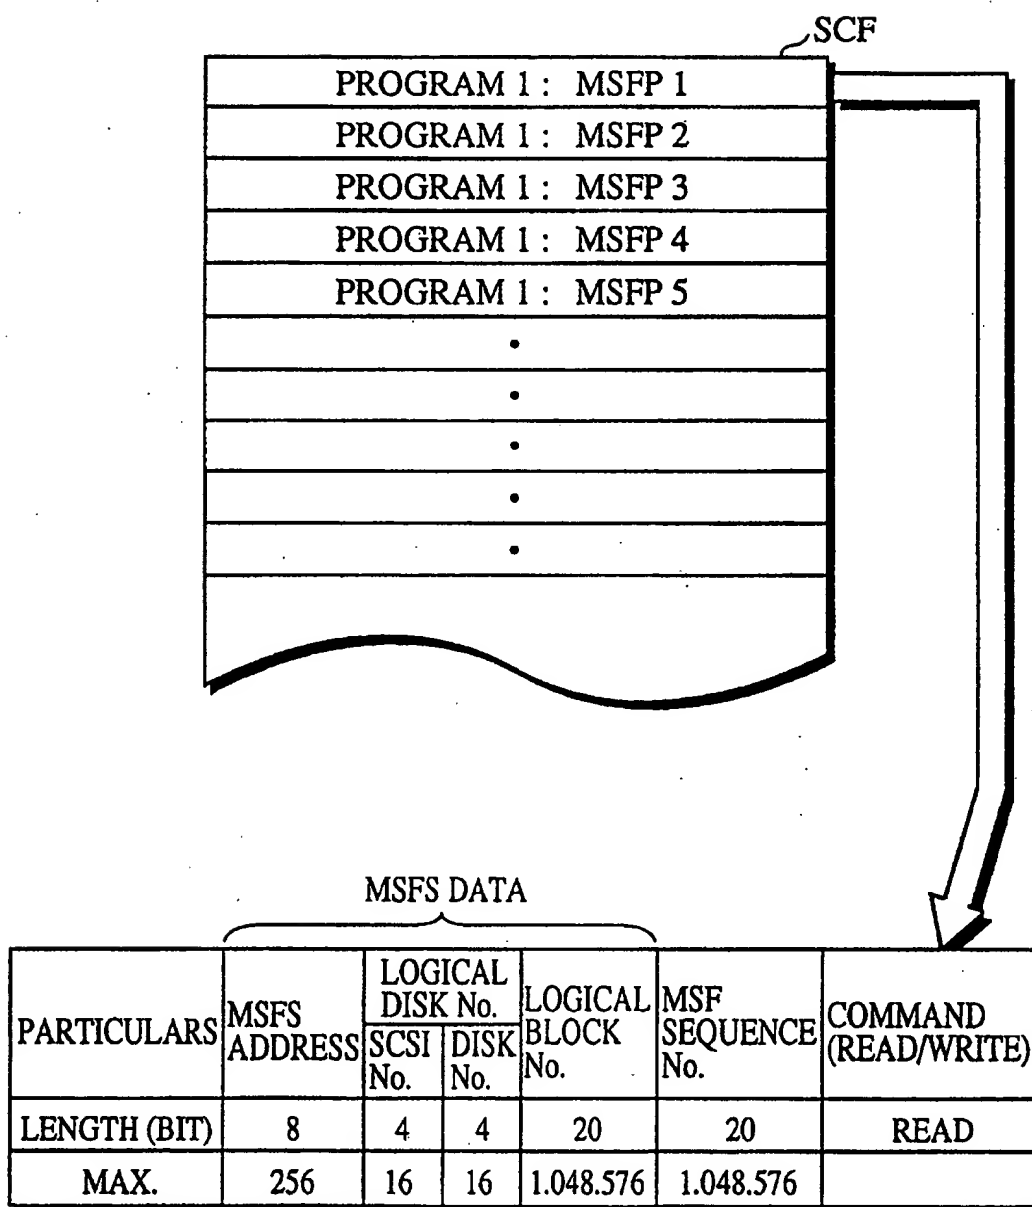 SCF
PROGRAM 1 : MSFP 1
PROGRAM 1 : MSFP 2
PROGRAM 1 : MSFP 3
PROGRAM 1 : MSFP 4
PROGRAM 1 : MSFP 5
MSFS DATA
PARTICULARS
MSFS
ADDRESS
LOGICAL
DISK No.
SCSI
No.
DISK
No.
LOGICAL
BLOCK
No.
MSF
SEQUENCE
No.
COMMAND
(READ/WRITE)
LENGTH (BIT) 8 4 4 20 20 READ
MAX. 256 16 16 1.048.576 1.048.576